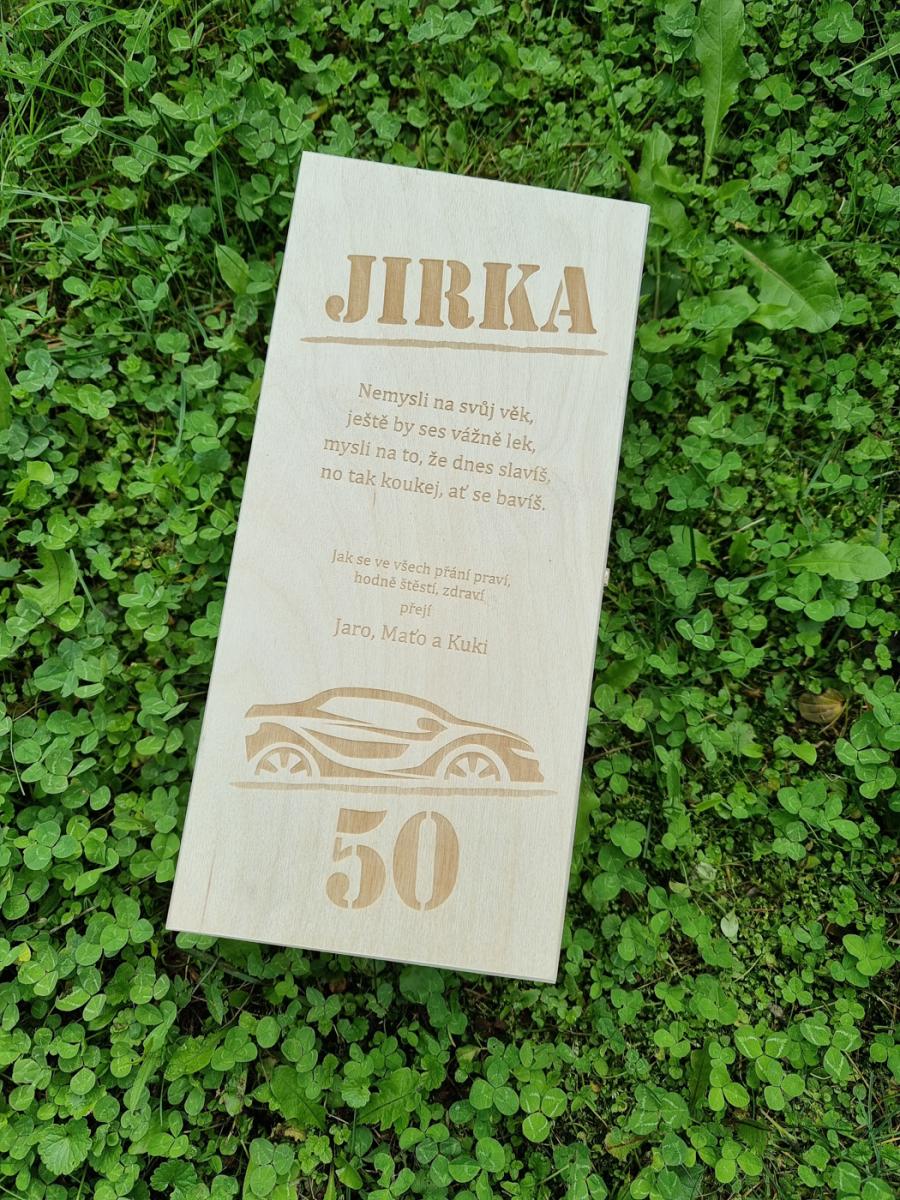 JIRKA
Nemysli na svůj věk,
ještě by ses vážně lek,
mysli na to, že dnes slavíš,
no tak koukej, ať se bavíš.
Jak se ve všech přání praví,
hodně štěstí, zdraví
přejí
Jaro, Maťo a Kuki
50